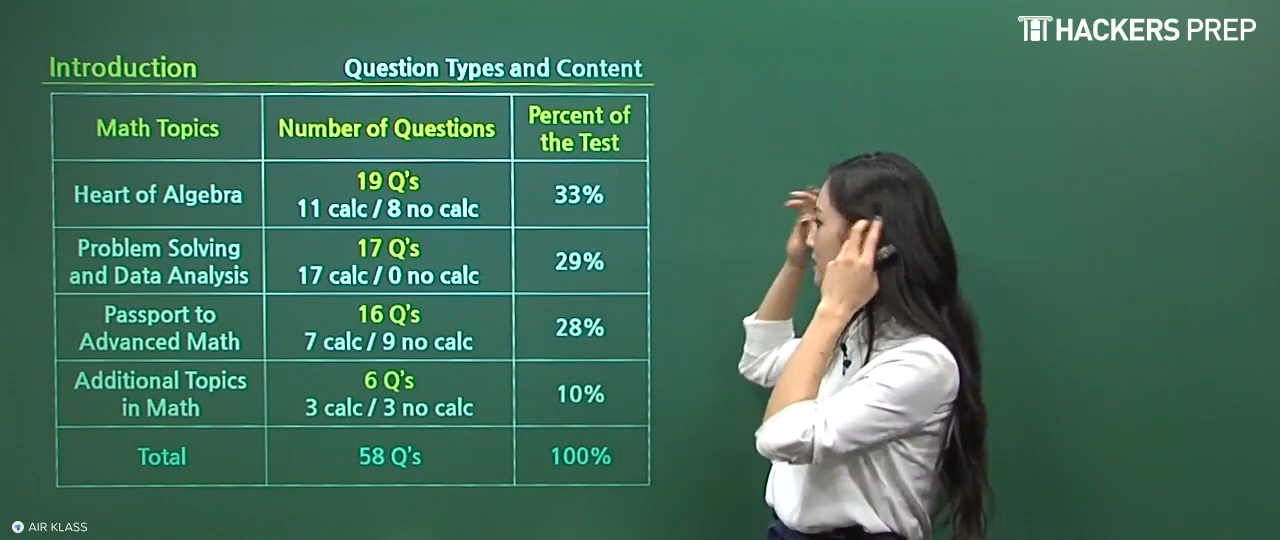 HACKERS PREP
Introduction
Question Types and Content
Math Topics
Number of Questions
Percent of
the Test
Heart of Algebra
19 Q's
11 calc / 8 no calc
33%
Problem Solving
and Data Analysis
17 Q's
17 calc / 0 no calc
29%
Passport to
Advanced Math
16 Q's
7 calc / 9 no calc
28%
Additional Topics
in Math
6 Q's
3 calc / 3 no calc
10%
Total
58 Q's
100%
AIR KLASS